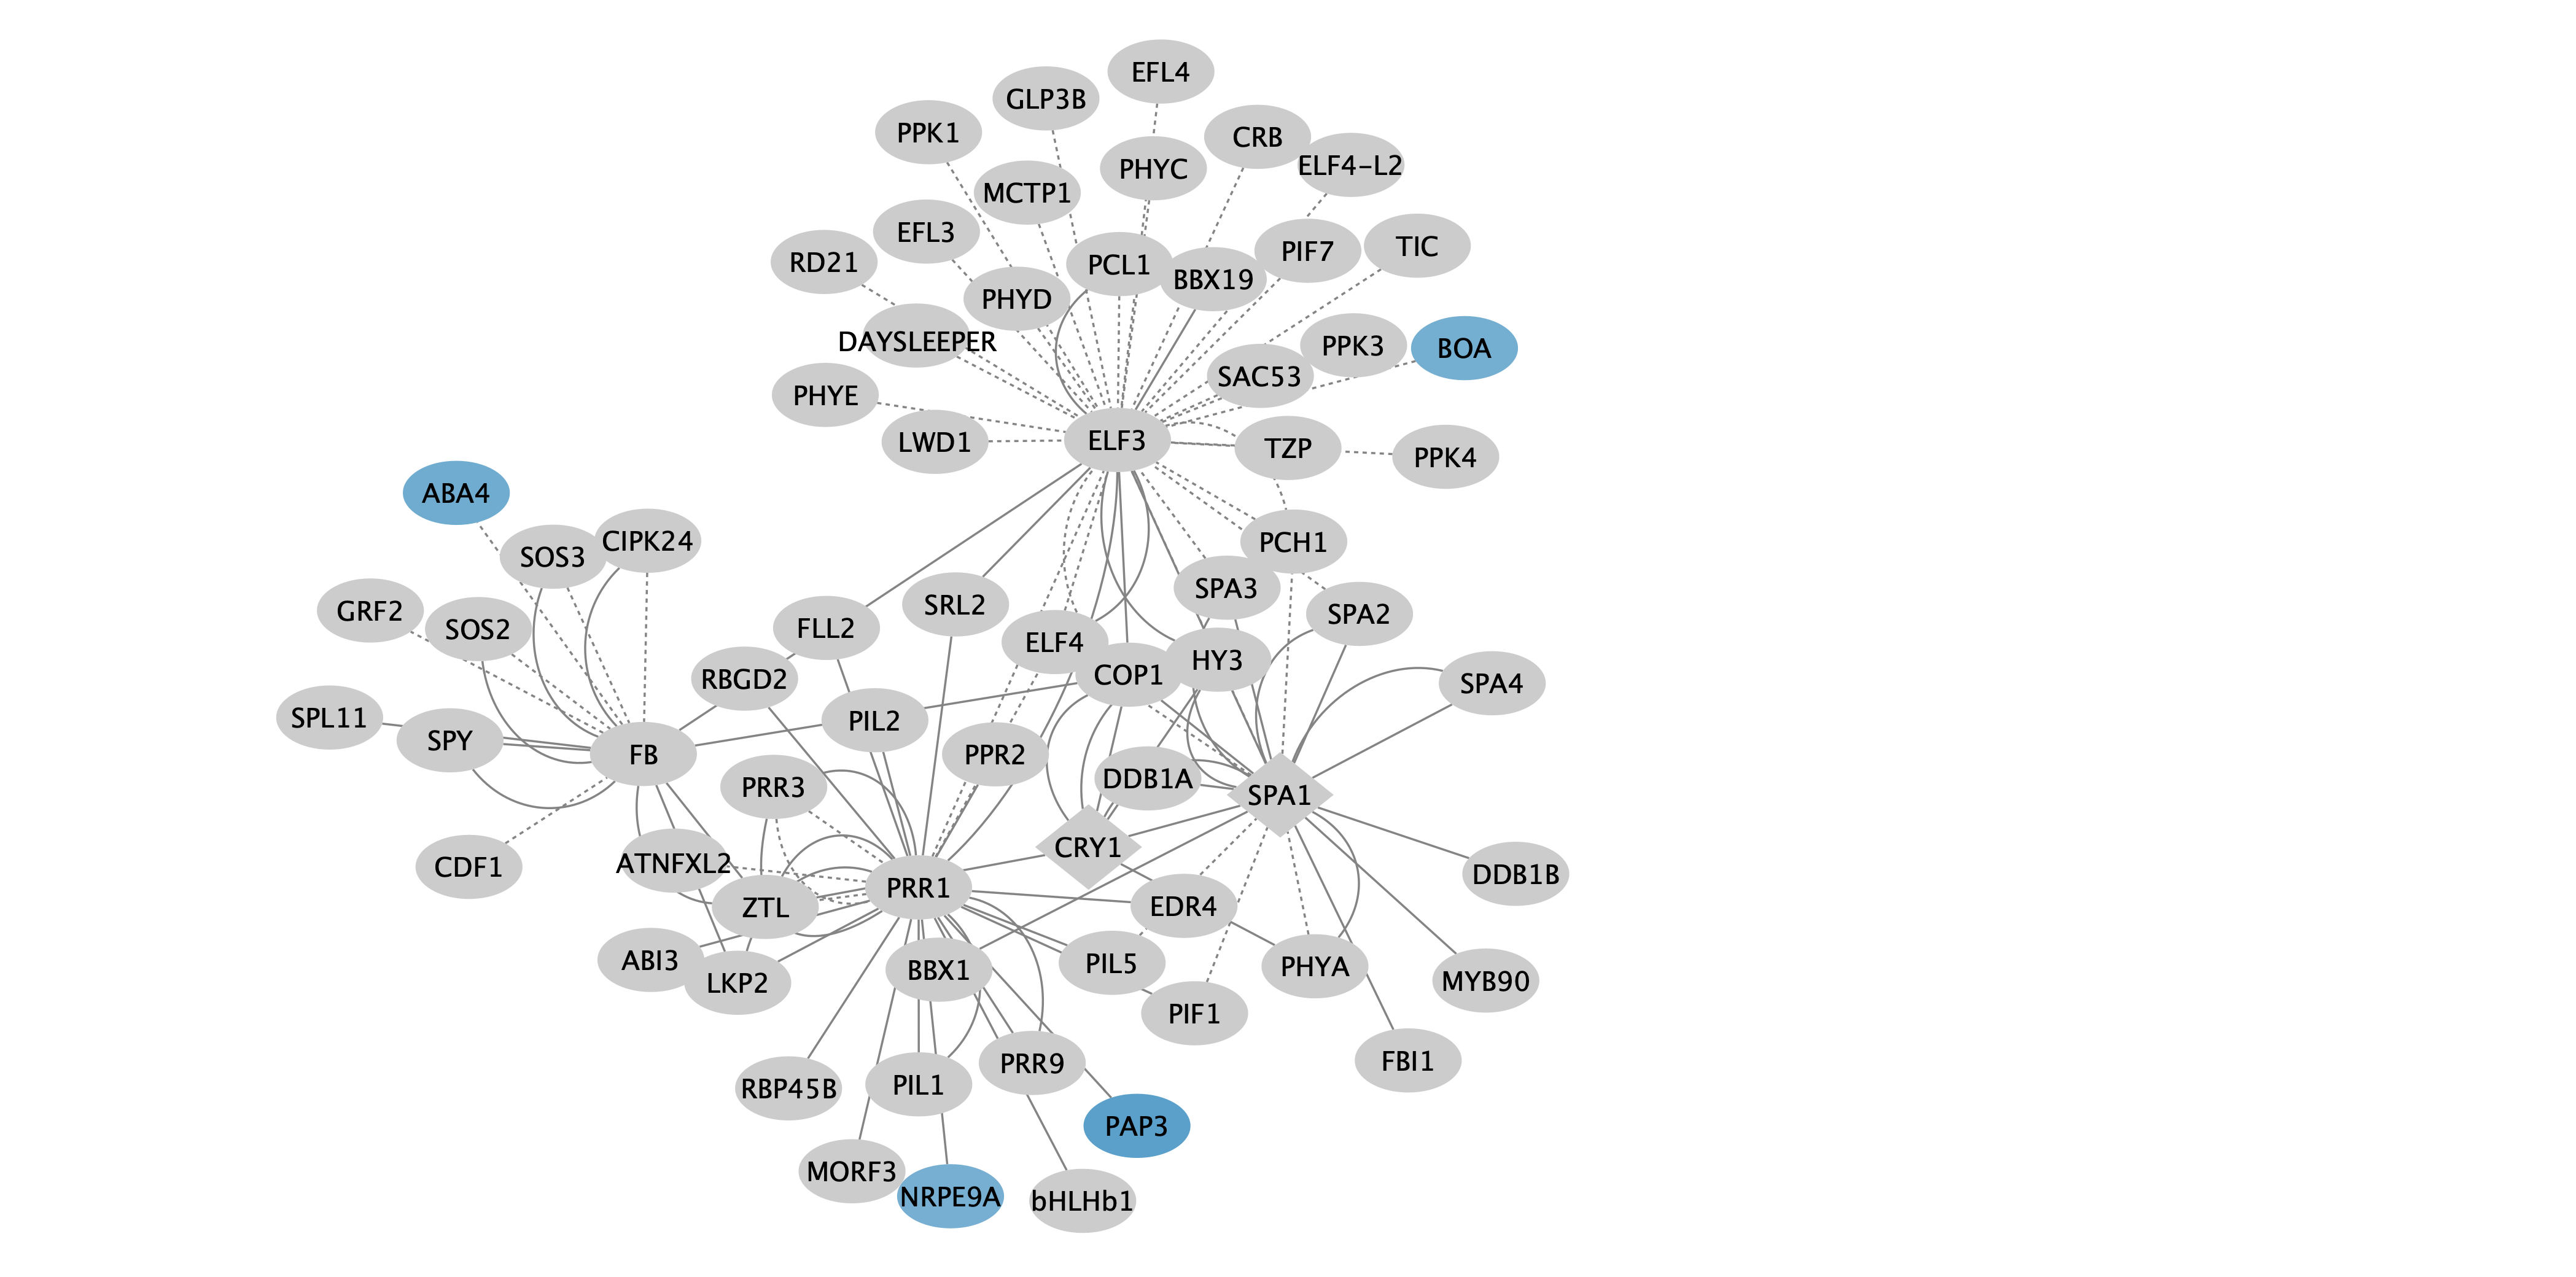 EFL4
GLP3B
PPK1
CRB
ELF4-L2
PHYC
MCTP1
EFL3
TIC
PIF7
RD21
PCL1
BBX19
PHYD
DAYSLEEPER
PPK3
BOA
SAC53
PHYE
ELF3
LWD1
TZP
PPK4
ABA4
CIPK24
PCH1
SOS3
SPA3
SRL2
GRF2
SPA2
FLL2
SOS2
ELF4
HY3
COP1
RBGD2
SPA4
SPL11
PIL2
SPY
FB
PPR2
DDB1A
PRR3
SPA1
CRY1
ATNFXL2
CDF1
DDB1B
PRR1
EDR4
ZTL
ABI3
PIL5
PHYA
BBX1
LKP2
MYB90
PIF1
FBI1
PRR9
PIL1
RBP45B
PAP3
MORF3
NRPE9A
bHLHb1